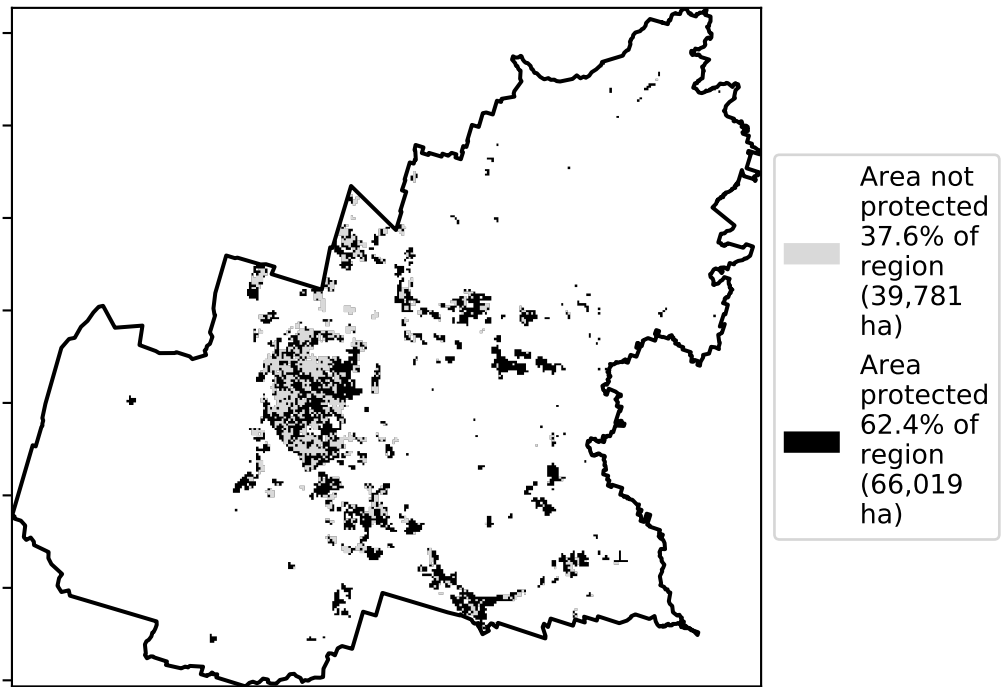 Area not
protected
37.6% of
region
(39,781
ha)
Area
protected
62.4% of
region
(66,019
ha)